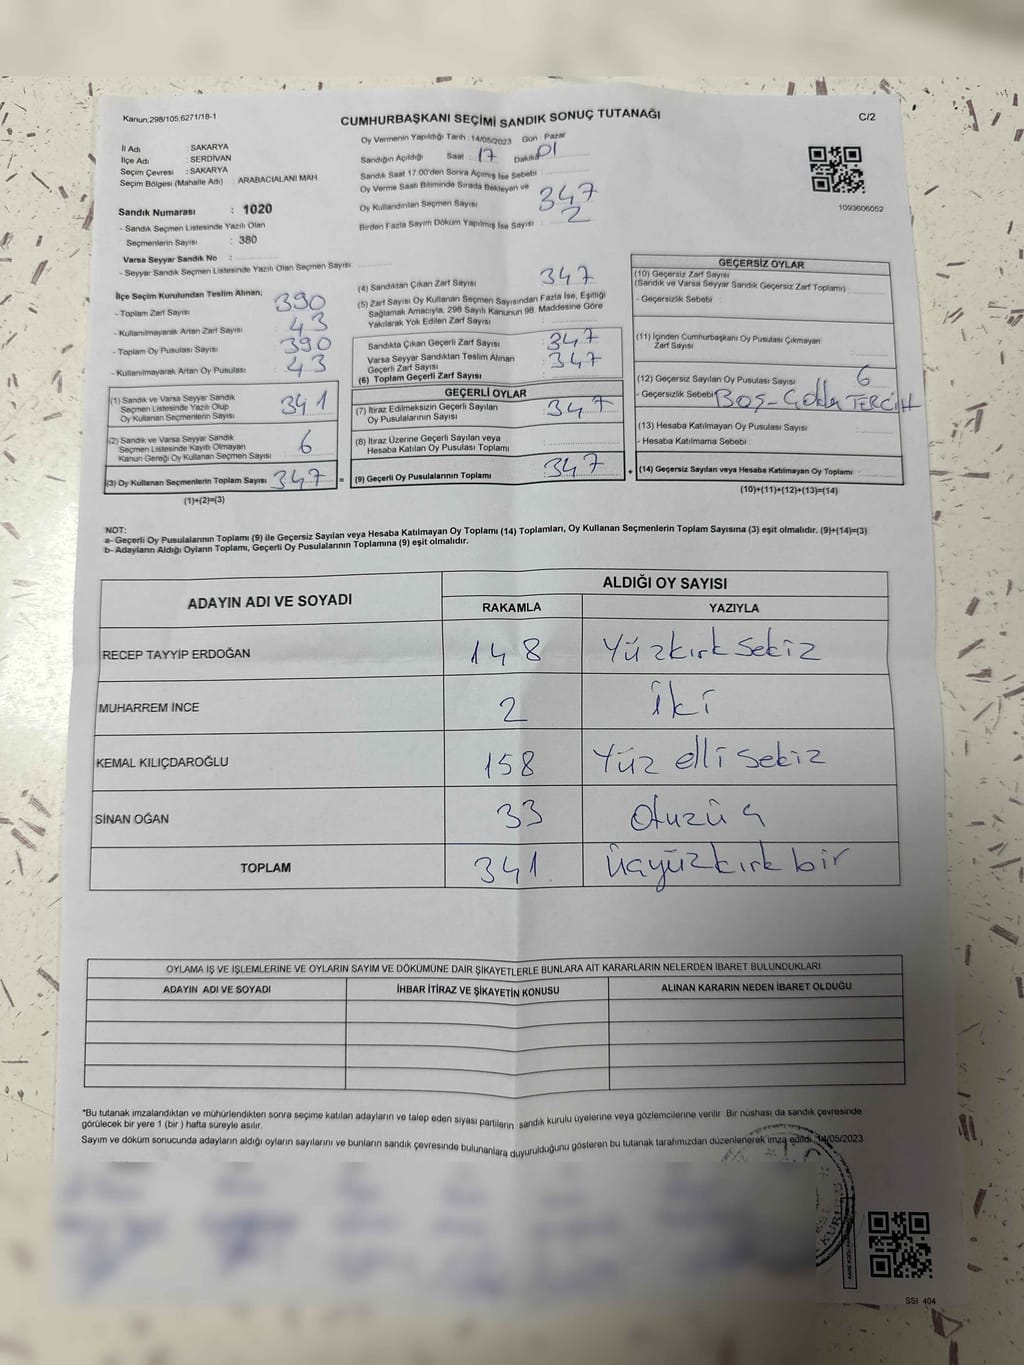 Kanun;298/105;6271/18-1
CUMHURBAŞKANI SEÇİMİ SANDIK SONUÇ TUTANAĞI
C/2
İl Adı : SAKARYA
İlçe Adı : SERDİVAN
Seçim Çevresi : SAKARYA
Seçim Bölgesi (Mahalle Adı) : ARABACIALANI MAH.
Sandık Numarası : 1020
- Sandık Seçmen Listesinde Yazılı Olan
Seçmenlerin Sayısı : 380
Varsa Seyyar Sandık No :
- Seyyar Sandık Seçmen Listesinde Yazılı Olan Seçmen Sayısı
Oy Vermenin Yapıldığı Tarih : 14/05/2023 Gün : Pazar
Sandığın Açıldığı Saat 17 Dakika 01
Sandık Saat 17:00'den Sonra Açılmış İse Sebebi
Oy Verme Saati Bitiminde Sırada Bekleyen ve
Oy Kullandırılan Seçmen Sayısı 347
Birden Fazla Sayım Döküm Yapılmış İse Sayısı : 2
1093606052
İlçe Seçim Kurulundan Teslim Alınan;
- Toplam Zarf Sayısı 390
- Kullanılmayarak Artan Zarf Sayısı 43
- Toplam Oy Pusulası Sayısı 390
- Kullanılmayarak Artan Oy Pusulası 43
(1) Sandık ve Varsa Seyyar Sandık
Seçmen Listesinde Yazılı Olup
Oy Kullanan Seçmenlerin Sayısı 341
(2) Sandık ve Varsa Seyyar Sandık
Seçmen Listesinde Kayıtlı Olmayan
Kanun Gereği Oy Kullanan Seçmen Sayısı 6
(3) Oy Kullanan Seçmenlerin Toplam Sayısı 347 =
(1)+(2)=(3)
(4) Sandıktan Çıkan Zarf Sayısı 347
(5) Zarf Sayısı Oy Kullanan Seçmen Sayısından Fazla İse, Eşitliği
Sağlamak Amacıyla, 298 Sayılı Kanunun 98. Maddesine Göre
Yakılarak Yok Edilen Zarf Sayısı :
Sandıkta Çıkan Geçerli Zarf Sayısı 347
Varsa Seyyar Sandıktan Teslim Alınan
Geçerli Zarf Sayısı 347
(6) Toplam Geçerli Zarf Sayısı
GEÇERLİ OYLAR
(7) İtiraz Edilmeksizin Geçerli Sayılan
Oy Pusulalarının Sayısı : 347
(8) İtiraz Üzerine Geçerli Sayılan veya
Hesaba Katılan Oy Pusulası Toplamı :
(9) Geçerli Oy Pusulalarının Toplamı 347 +
GEÇERSİZ OYLAR
(10) Geçersiz Zarf Sayısı
(Sandık ve Varsa Seyyar Sandık Geçersiz Zarf Toplamı)
- Geçersizlik Sebebi :
(11) İçinden Cumhurbaşkanı Oy Pusulası Çıkmayan
Zarf Sayısı
(12) Geçersiz Sayılan Oy Pusulası Sayısı 6
- Geçersizlik Sebebi BOŞ-Çoklu TERCİH
(13) Hesaba Katılmayan Oy Pusulası Sayısı
- Hesaba Katılmama Sebebi :
(14) Geçersiz Sayılan veya Hesaba Katılmayan Oy Toplamı :
(10)+(11)+(12)+(13)=(14)
NOT:
a- Geçerli Oy Pusulalarının Toplamı (9) ile Geçersiz Sayılan veya Hesaba Katılmayan Oy Toplamı (14) Toplamları, Oy Kullanan Seçmenlerin Toplam Sayısına (3) eşit olmalıdır. (9)+(14)=(3)
b- Adayların Aldığı Oyların Toplamı, Geçerli Oy Pusulalarının Toplamına (9) eşit olmalıdır.
ADAYIN ADI VE SOYADI
ALDIĞI OY SAYISI
RAKAMLA YAZIYLA
RECEP TAYYİP ERDOĞAN 148 Yüzkırk sekiz
MUHARREM İNCE 2 İki
KEMAL KILIÇDAROĞLU 158 Yüz elli sekiz
SİNAN OĞAN 33 Otuzüç
TOPLAM 341 Üçyüzkırk bir
OYLAMA İŞ VE İŞLEMLERİNE VE OYLARIN SAYIM VE DÖKÜMÜNE DAİR ŞİKAYETLERLE BUNLARA AİT KARARLARIN NELERDEN İBARET BULUNDUKLARI
ADAYIN ADI VE SOYADI İHBAR İTİRAZ VE ŞİKAYETİN KONUSU ALINAN KARARIN NEDEN İBARET OLDUĞU
*Bu tutanak imzalandıktan ve mühürlendikten sonra seçime katılan adayların ve talep eden siyasi partilerin sandık kurulu üyelerine veya gözlemcilerine verilir. Bir nüshası da sandık çevresinde
görülecek bir yere 1 (bir) hafta süreyle asılır.
Sayım ve döküm sonucunda adayların aldığı oyların sayılarını ve bunların sandık çevresinde bulunanlara duyurulduğunu gösteren bu tutanak tarafımızdan düzenlenerek imza edildi. 14/05/2023
SSI 404